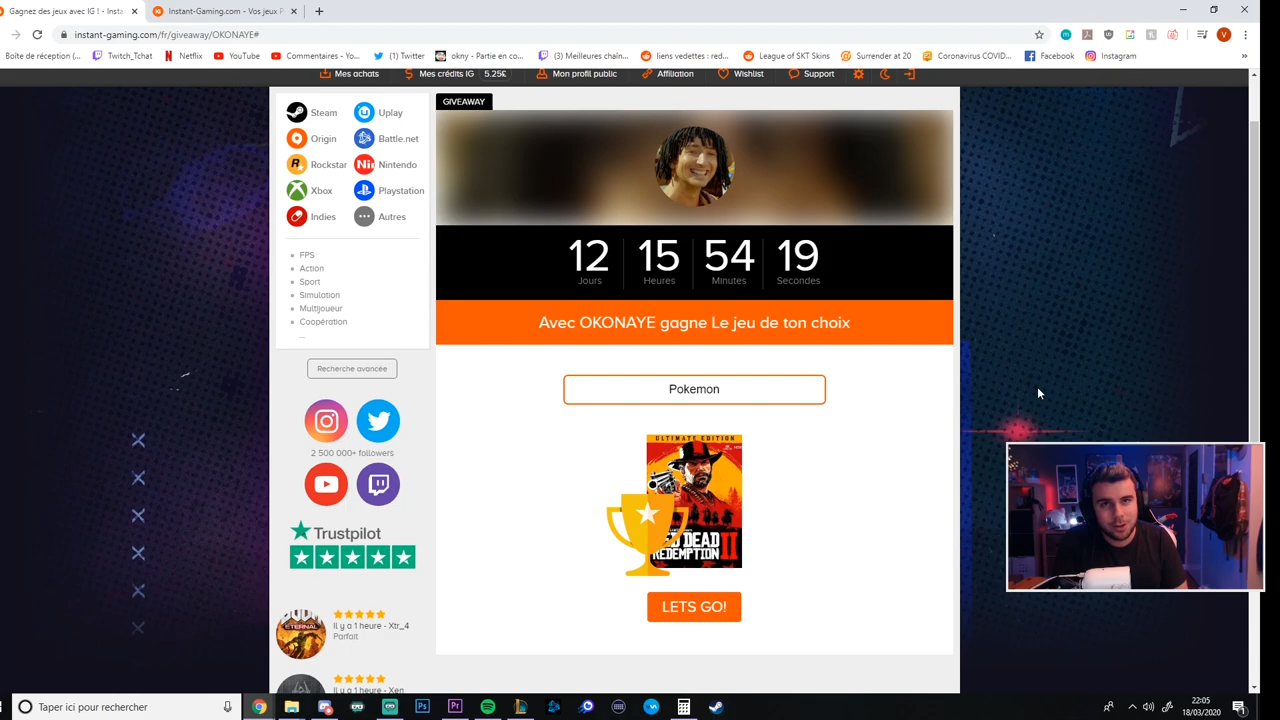 Gagnez des jeux avec IG ! - Insta
Instant-Gaming.com - Vos jeux P
instant-gaming.com/fr/giveaway/OKONAYE#
Boîte de réception (...
Twitch_Tchat
Netflix
YouTube
Commentaires - Yo...
(1) Twitter
okny - Partie en co...
(3) Meilleures chaîn...
liens vedettes : red...
League of SKT Skins
Surrender at 20
Coronavirus COVID...
Facebook
Instagram
»
Mes achats
Mes crédits IG
5.25€
Mon profil public
Affiliation
Wishlist
Support
Steam
Uplay
Origin
Battle.net
Rockstar
Nintendo
Xbox
Playstation
Indies
Autres
FPS
Action
Sport
Simulation
Multijoueur
Coopération
...
Recherche avancée
2 500 000+ followers
Trustpilot
ETERNAL
Il y a 1 heure - Xtr_4
Parfait
Il y a 1 heure - Xen
GIVEAWAY
12 15 54 19
Jours Heures Minutes Secondes
Avec OKONAYE gagne Le jeu de ton choix
Pokemon
ULTIMATE EDITION
RED DEAD
REDEMPTION II
LETS GO!
Taper ici pour rechercher
22:05
18/03/2020